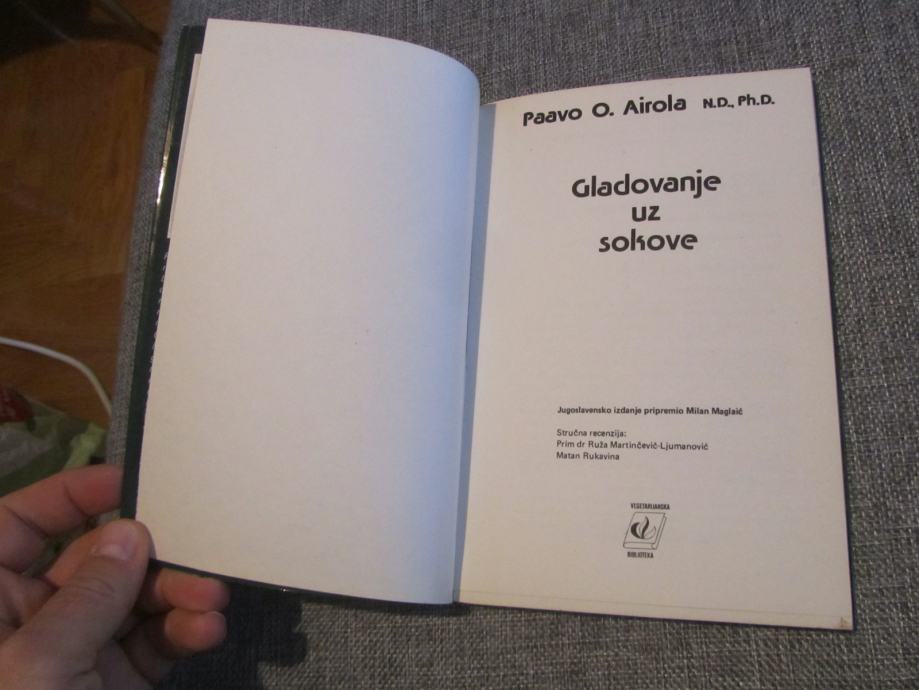 Paavo O. Airola N.D., Ph.D.
Gladovanje
uz
sokove
Jugoslavensko izdanje pripremio Milan Maglaić
Stručna recenzija:
Prim dr Ruža Martinčevič-Ljumanović
Matan Rukavina
VEGETARIJANSKA
BIBLIOTEKA